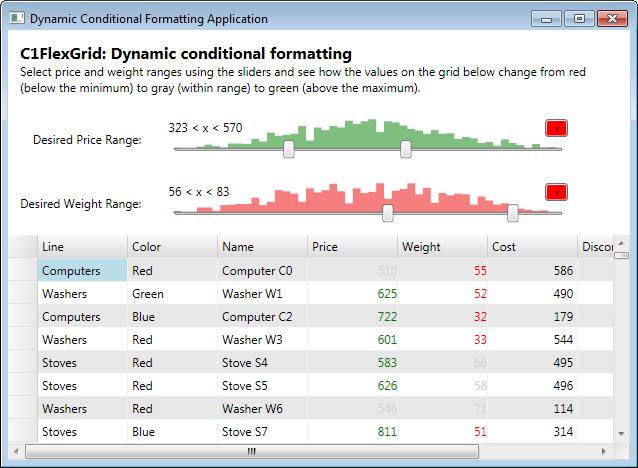 Dynamic Conditional Formatting Application
C1FlexGrid: Dynamic conditional formatting
Select price and weight ranges using the sliders and see how the values on the grid below change from red
(below the minimum) to gray (within range) to green (above the maximum).
323 < x < 570
Desired Price Range:
56 < x < 83
Desired Weight Range:
Line Color Name Price Weight Cost Discor
Computers Red Computer C0 510 55 586
Washers Green Washer W1 625 52 490
Computers Blue Computer C2 722 32 179
Washers Red Washer W3 601 33 544
Stoves Red Stove S4 583 66 495
Stoves Red Stove S5 626 58 496
Washers Red Washer W6 546 71 114
Stoves Blue Stove S7 811 51 314